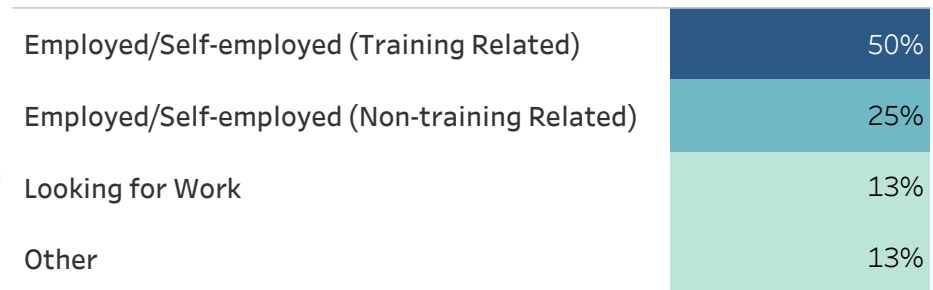 Employed/Self-employed (Training Related) 50%
Employed/Self-employed (Non-training Related) 25%
Looking for Work 13%
Other 13%